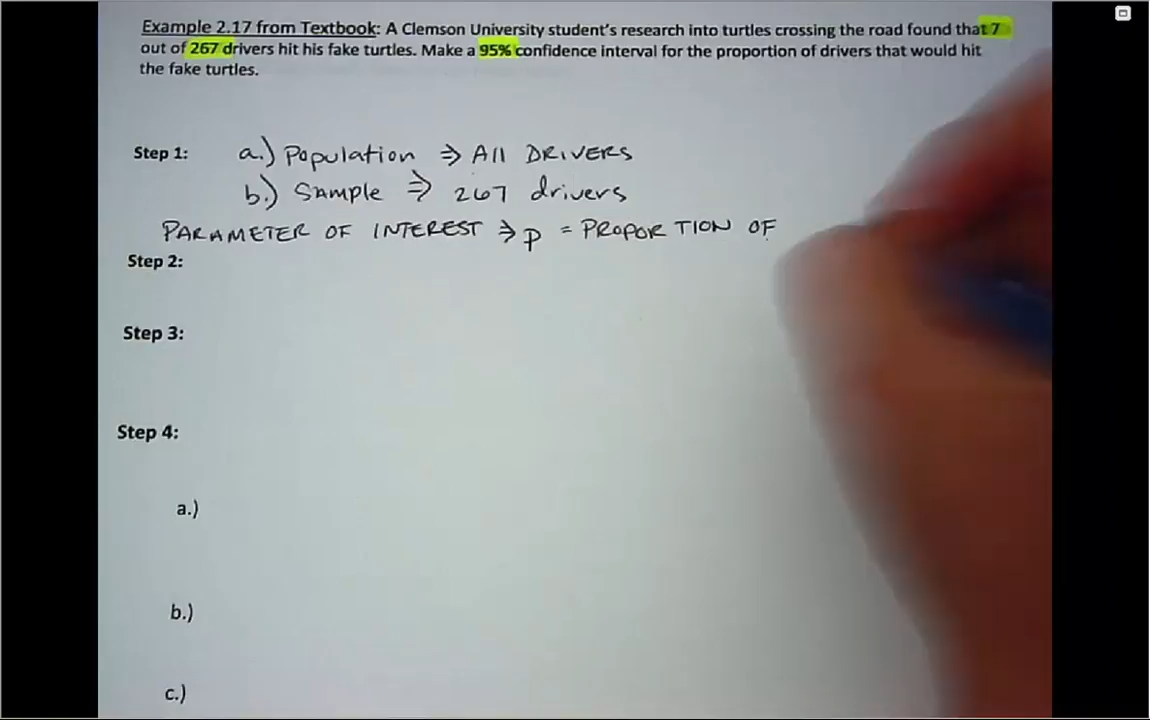 Example 2.17 from Textbook: A Clemson University student's research into turtles crossing the road found that 7
out of 267 drivers hit his fake turtles. Make a 95% confidence interval for the proportion of drivers that would hit
the fake turtles.
Step 1: a.) Population ⇒ All DRIVERS
b.) Sample ⇒ 267 drivers
PARAMETER OF INTEREST ⇒ p = PROPORTION OF
Step 2:
Step 3:
Step 4:
a.)
b.)
c.)